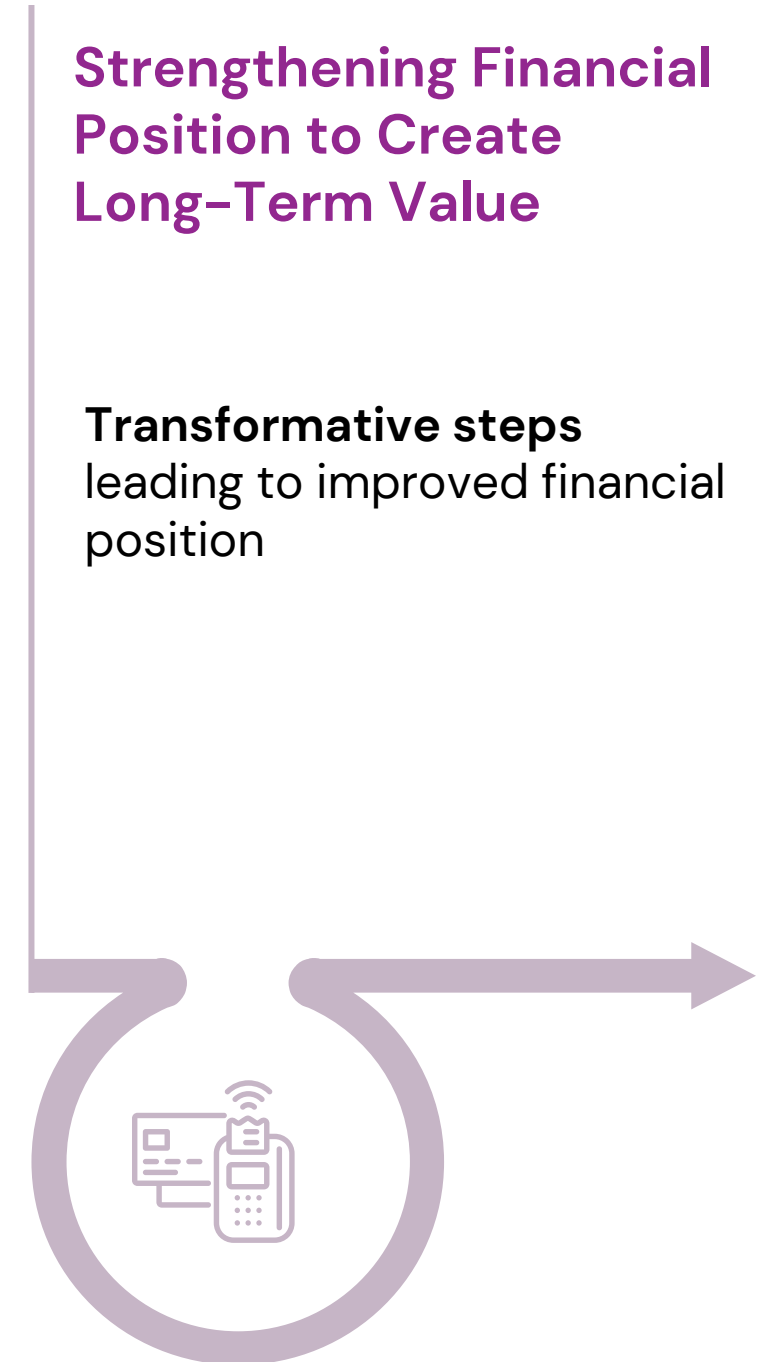 Strengthening Financial
Position to Create
Long-Term Value
Transformative steps
leading to improved financial
position